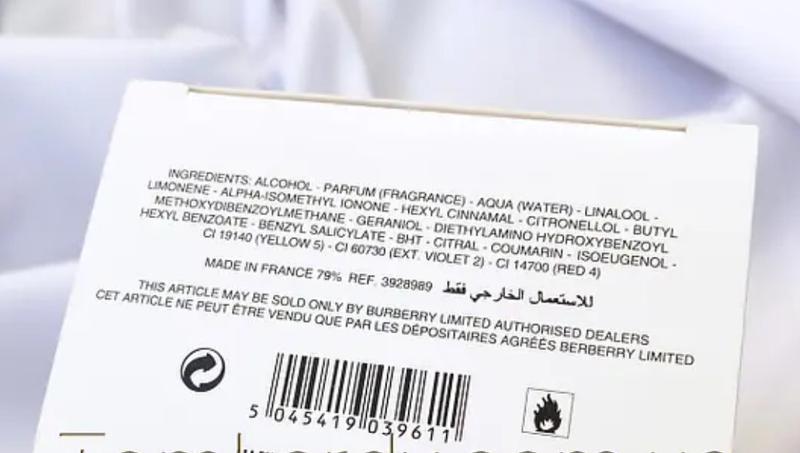 INGREDIENTS: ALCOHOL - PARFUM (FRAGRANCE) - AQUA (WATER) - LINALOOL -
LIMONENE - ALPHA-ISOMETHYL IONONE - HEXYL CINNAMAL - CITRONELLOL - BUTYL
METHOXYDIBENZOYLMETHANE - GERANIOL - DIETHYLAMINO HYDROXYBENZOYL
HEXYL BENZOATE - BENZYL SALICYLATE - BHT - CITRAL - COUMARIN - ISOEUGENOL -
CI 19140 (YELLOW 5) - CI 60730 (EXT. VIOLET 2) - CI 14700 (RED 4)
MADE IN FRANCE 79% REF. 3928989 للاستعمال الخارجي فقط
THIS ARTICLE MAY BE SOLD ONLY BY BURBERRY LIMITED AUTHORISED DEALERS
CET ARTICLE NE PEUT ÊTRE VENDU QUE PAR LES DÉPOSITAIRES AGRÉÉS BERBERRY LIMITED
5 045419 039611